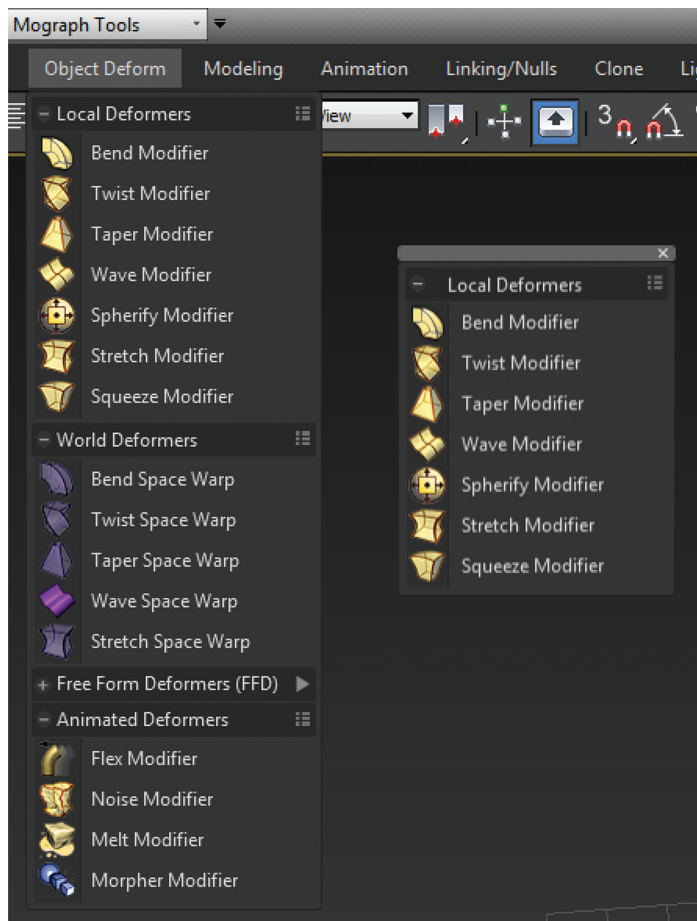 Mograph Tools
Object Deform Modeling Animation Linking/Nulls Clone
Local Deformers
Bend Modifier
Twist Modifier
Taper Modifier
Wave Modifier
Spherify Modifier
Stretch Modifier
Squeeze Modifier
World Deformers
Bend Space Warp
Twist Space Warp
Taper Space Warp
Wave Space Warp
Stretch Space Warp
Free Form Deformers (FFD)
Animated Deformers
Flex Modifier
Noise Modifier
Melt Modifier
Morpher Modifier
3
Local Deformers
Bend Modifier
Twist Modifier
Taper Modifier
Wave Modifier
Spherify Modifier
Stretch Modifier
Squeeze Modifier